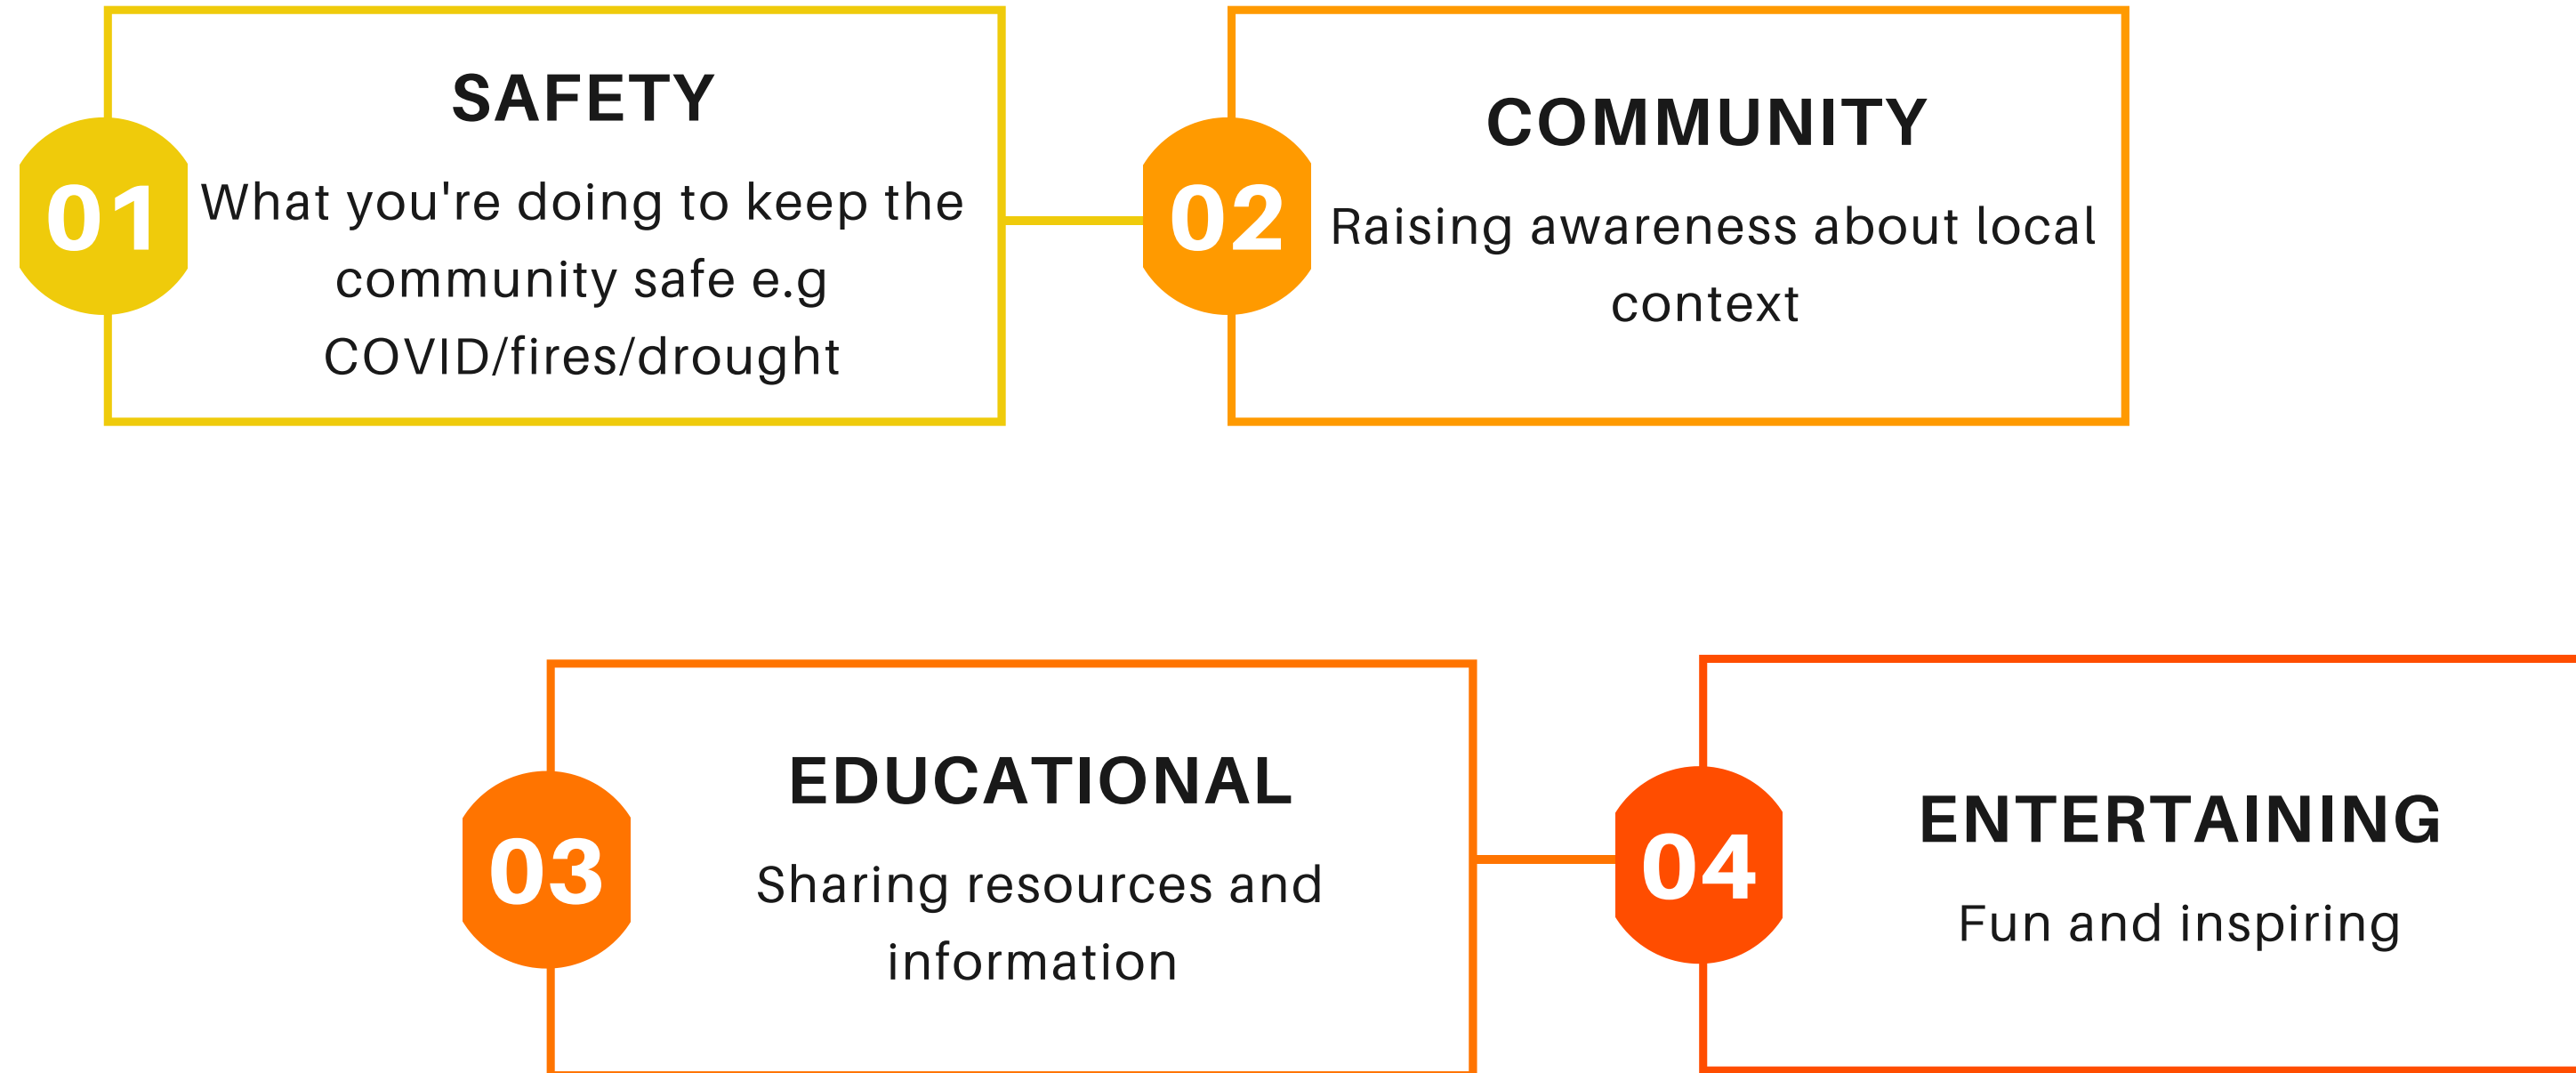 01
SAFETY
What you're doing to keep the
community safe e.g
COVID/fires/drought
02
COMMUNITY
Raising awareness about local
context
03
EDUCATIONAL
Sharing resources and
information
04
ENTERTAINING
Fun and inspiring